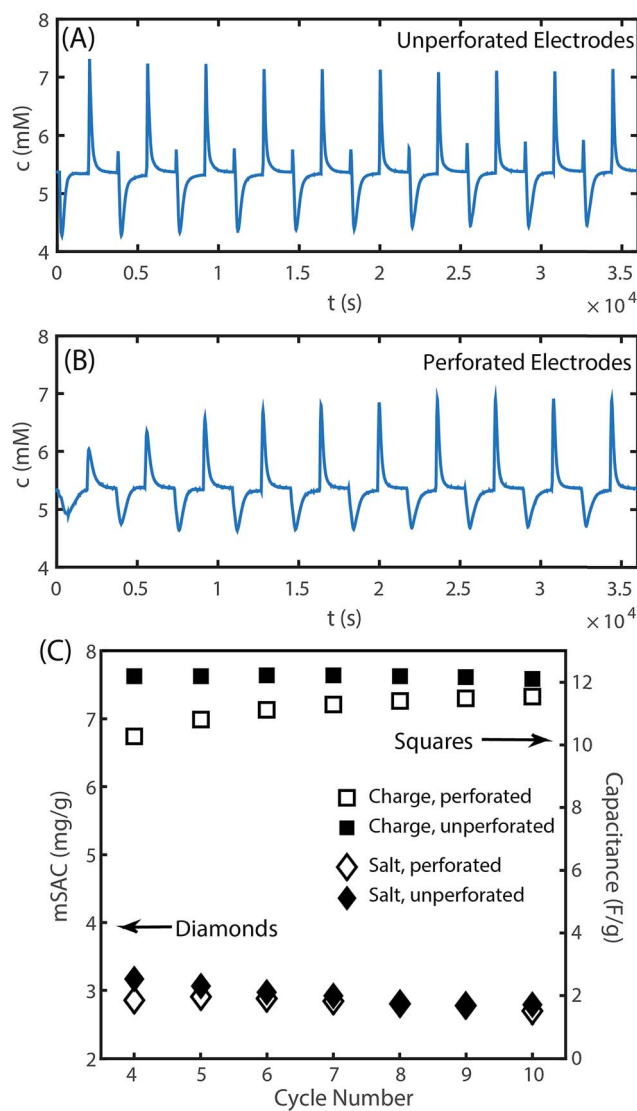 (A)
Unperforated Electrodes
8
7
6
5
4
c (mM)
0 0.5 1 1.5 2 2.5 3 3.5
t (s)
× 10⁴
(B)
Perforated Electrodes
8
7
6
5
4
c (mM)
0 0.5 1 1.5 2 2.5 3 3.5
t (s)
× 10⁴
(C)
8
7
6
5
4
3
2
mSAC (mg/g)
12
10
8
6
4
2
0
Capacitance (F/g)
Squares
Charge, perforated
Charge, unperforated
Salt, perforated
Salt, unperforated
Diamonds
4 5 6 7 8 9 10
Cycle Number